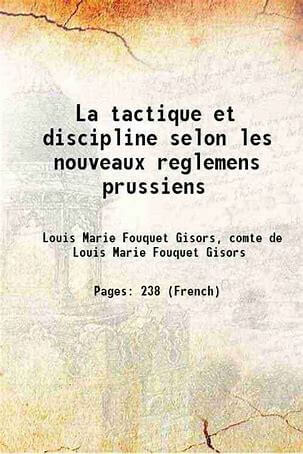 La tactique et
discipline selon les
nouveaux reglemens
prussiens
Louis Marie Fouquet Gisors, comte de
Louis Marie Fouquet Gisors
Pages: 238 (French)